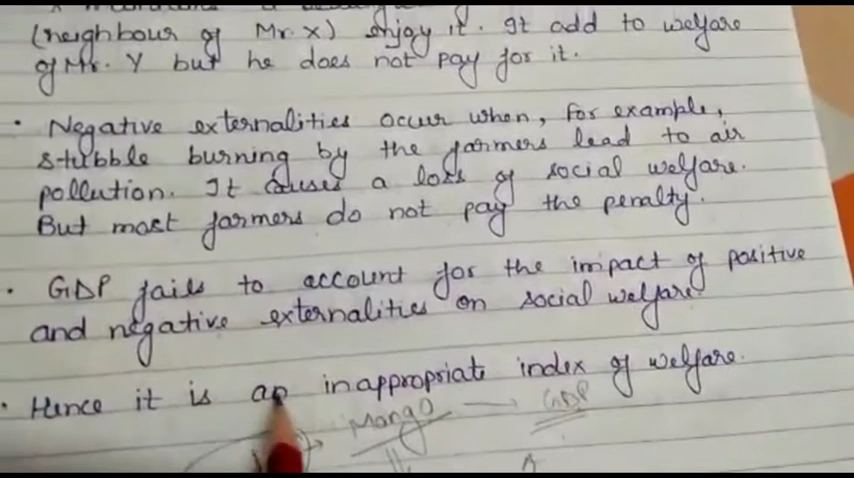 (neighbour of Mr. X) enjoy it. It add to welfare
of Mr. Y but he does not pay for it.
• Negative externalities occur when, for example,
stubble burning by the farmers lead to air
pollution. It causes a loss of social welfare.
But most farmers do not pay the penalty.
• GDP fails to account for the impact of positive
and negative externalities on social welfare.
• Hence it is an inappropriate index of welfare.
Mango → GDP